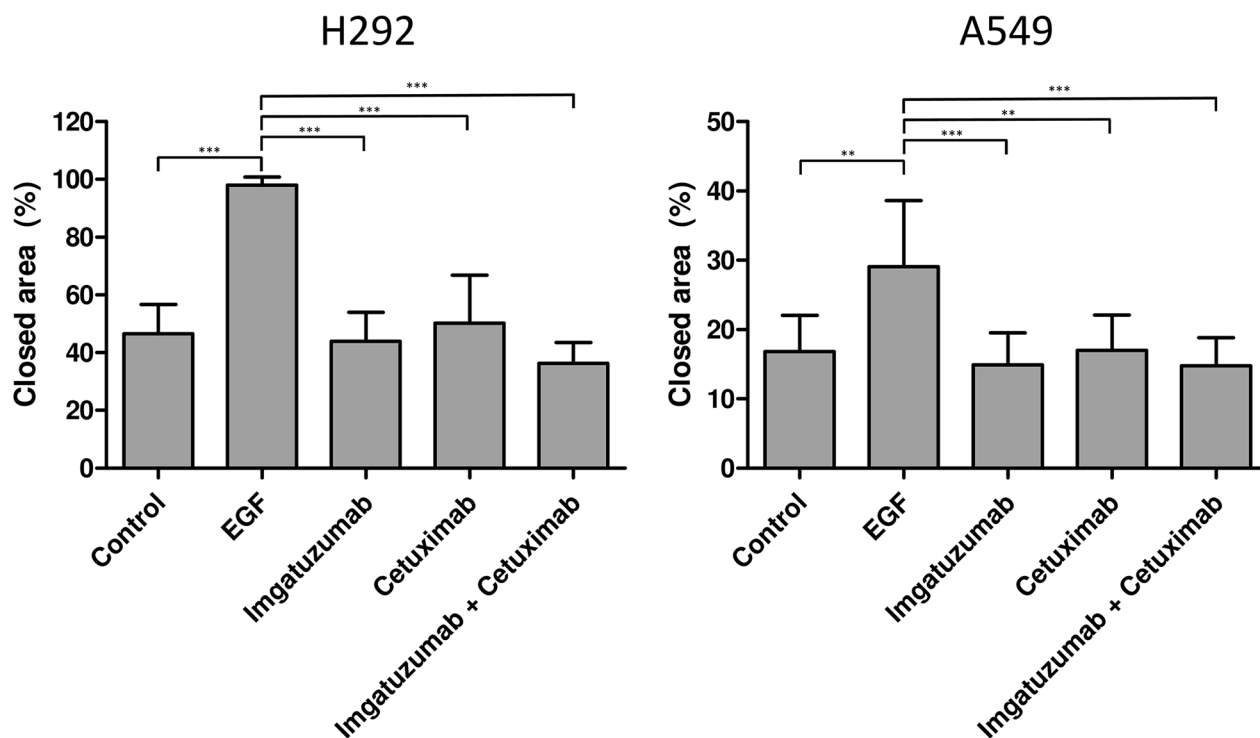 H292
***
***
***
***
120
100
80
60
40
20
0
Closed area (%)
Control
EGF
Imgatuzumab
Cetuximab
Imgatuzumab + Cetuximab
A549
***
**
***
**
50
40
30
20
10
0
Closed area (%)
Control
EGF
Imgatuzumab
Cetuximab
Imgatuzumab + Cetuximab